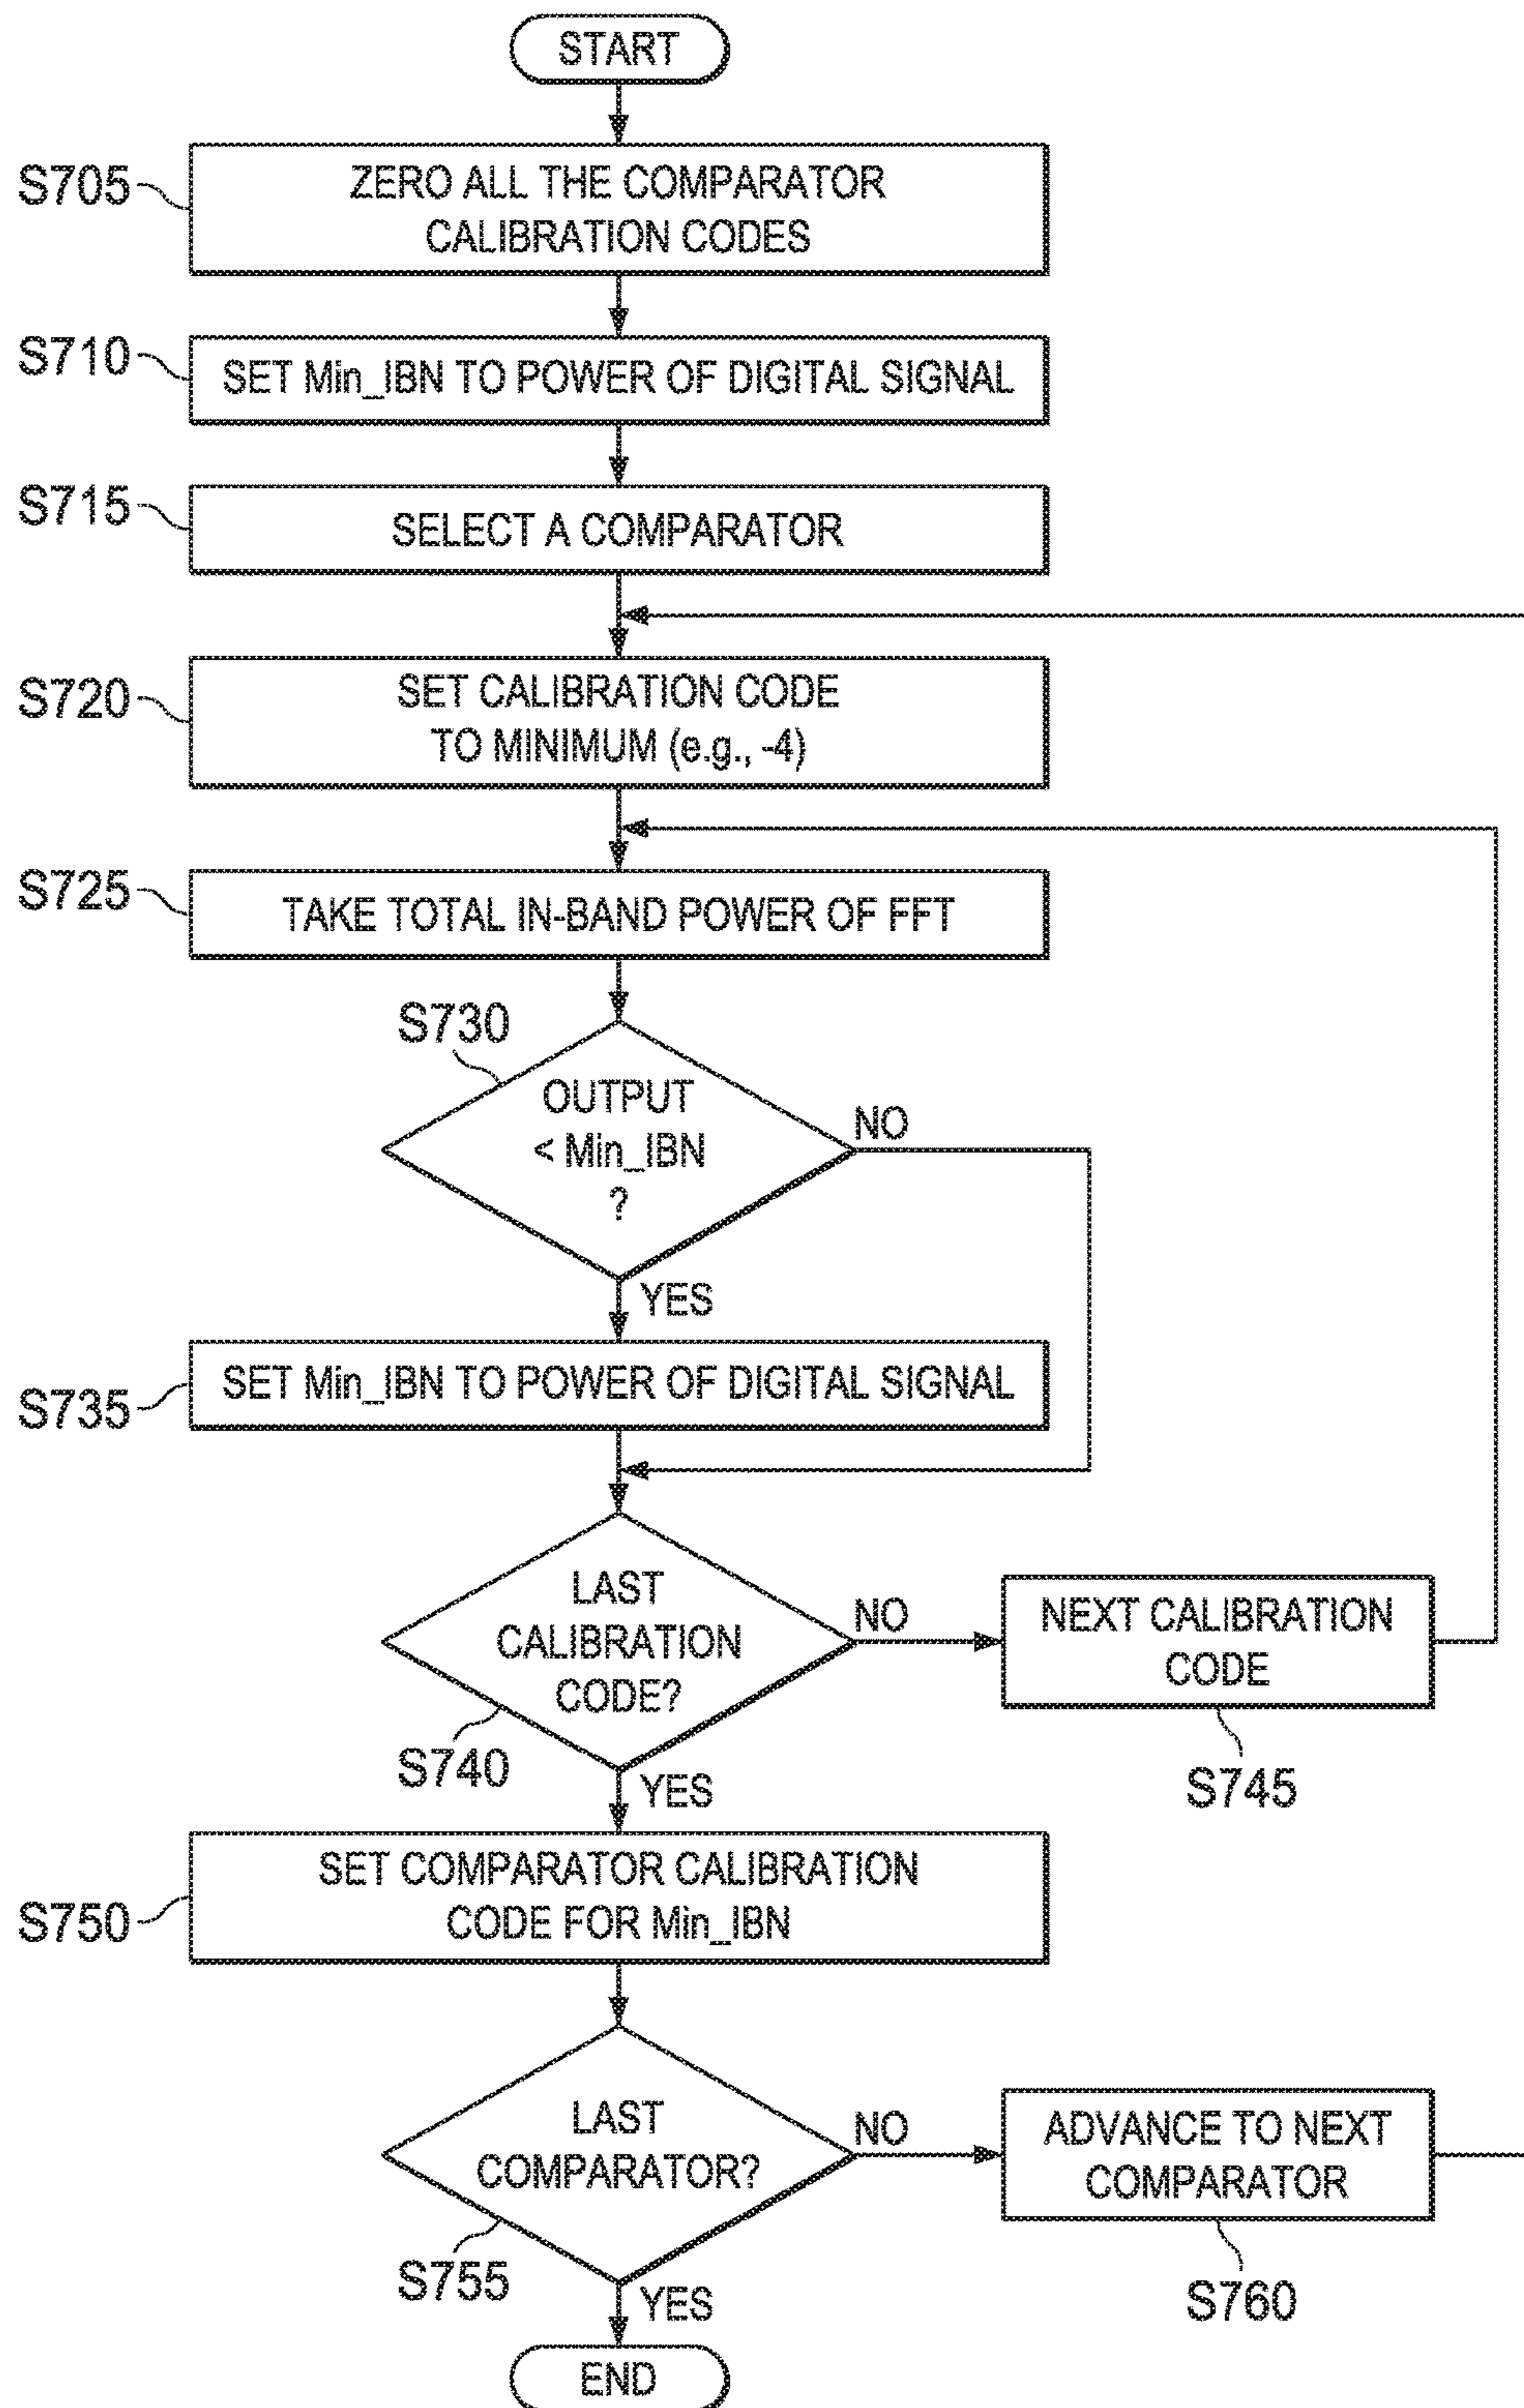 START
S705
ZERO ALL THE COMPARATOR
CALIBRATION CODES
S710
SET Min_IBN TO POWER OF DIGITAL SIGNAL
S715
SELECT A COMPARATOR
S720
SET CALIBRATION CODE
TO MINIMUM (e.g., -4)
S725
TAKE TOTAL IN-BAND POWER OF FFT
S730
OUTPUT
< Min_IBN
?
NO
YES
S735
SET Min_IBN TO POWER OF DIGITAL SIGNAL
LAST
CALIBRATION
CODE?
S740
NO
NEXT CALIBRATION
CODE
S745
YES
S750
SET COMPARATOR CALIBRATION
CODE FOR Min_IBN
LAST
COMPARATOR?
S755
NO
ADVANCE TO NEXT
COMPARATOR
S760
YES
END